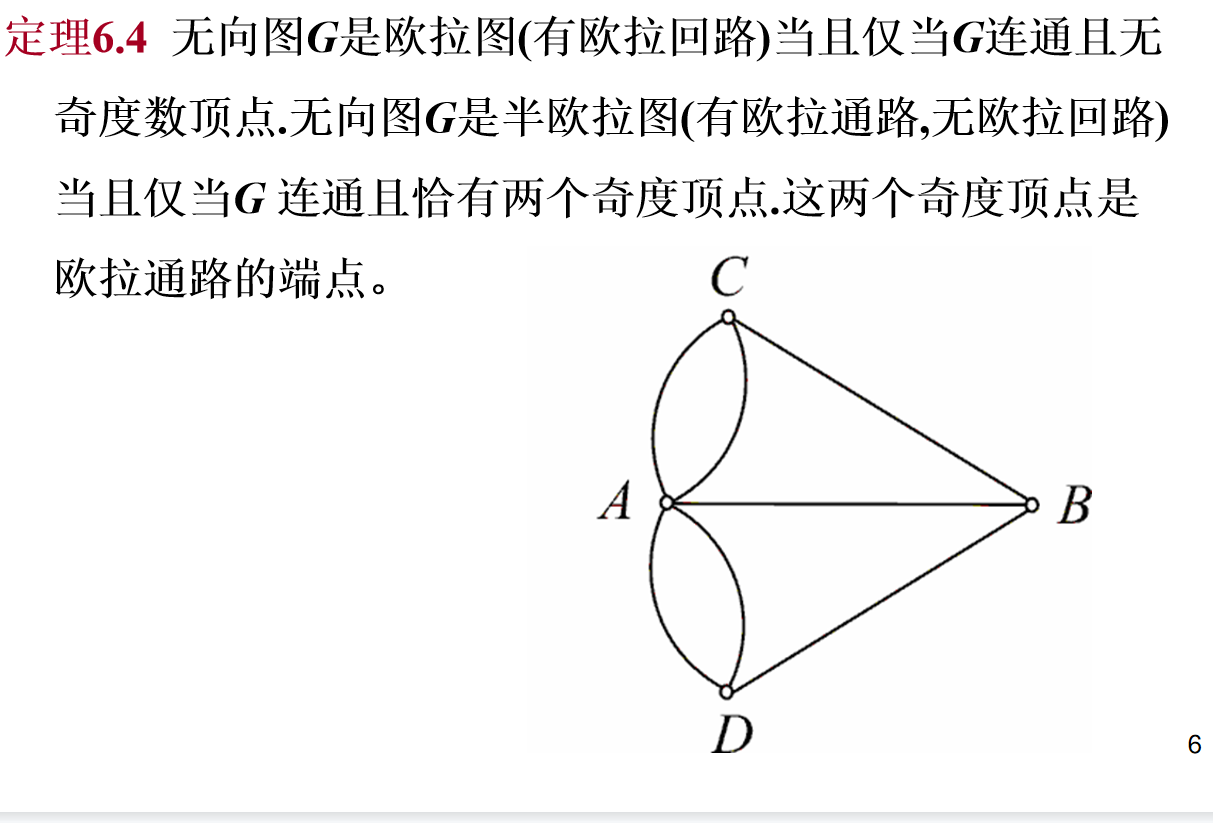 定理6.4 无向图G是欧拉图(有欧拉回路)当且仅当G连通且无
奇度数顶点.无向图G是半欧拉图(有欧拉通路,无欧拉回路)
当且仅当G 连通且恰有两个奇度顶点.这两个奇度顶点是
欧拉通路的端点。
C
A
B
D
6